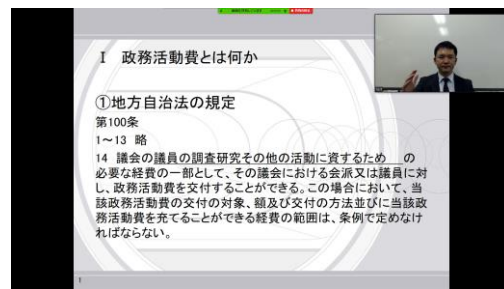 Ⅰ 政務活動費とは何か
①地方自治法の規定
第100条
1～13 略
14 議会の議員の調査研究その他の活動に資するため の
必要な経費の一部として、その議会における会派又は議員に対
し、政務活動費を交付することができる。この場合において、当
該政務活動費の交付の対象、額及び交付の方法並びに当該政
務活動費を充てることができる経費の範囲は、条例で定めなけ
ればならない。
1